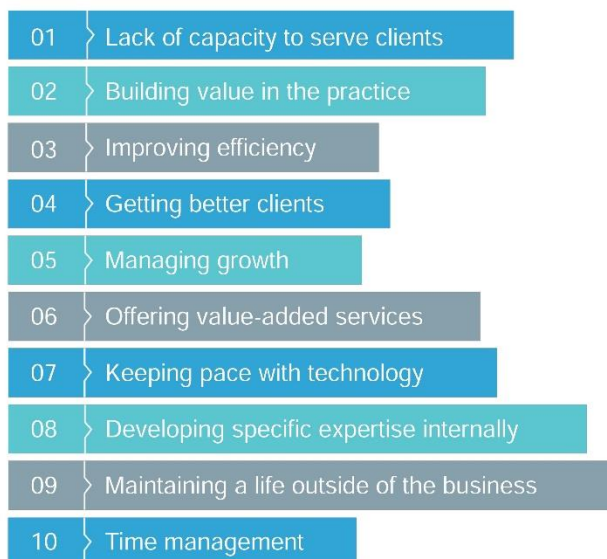 01 Lack of capacity to serve clients
02 Building value in the practice
03 Improving efficiency
04 Getting better clients
05 Managing growth
06 Offering value-added services
07 Keeping pace with technology
08 Developing specific expertise internally
09 Maintaining a life outside of the business
10 Time management